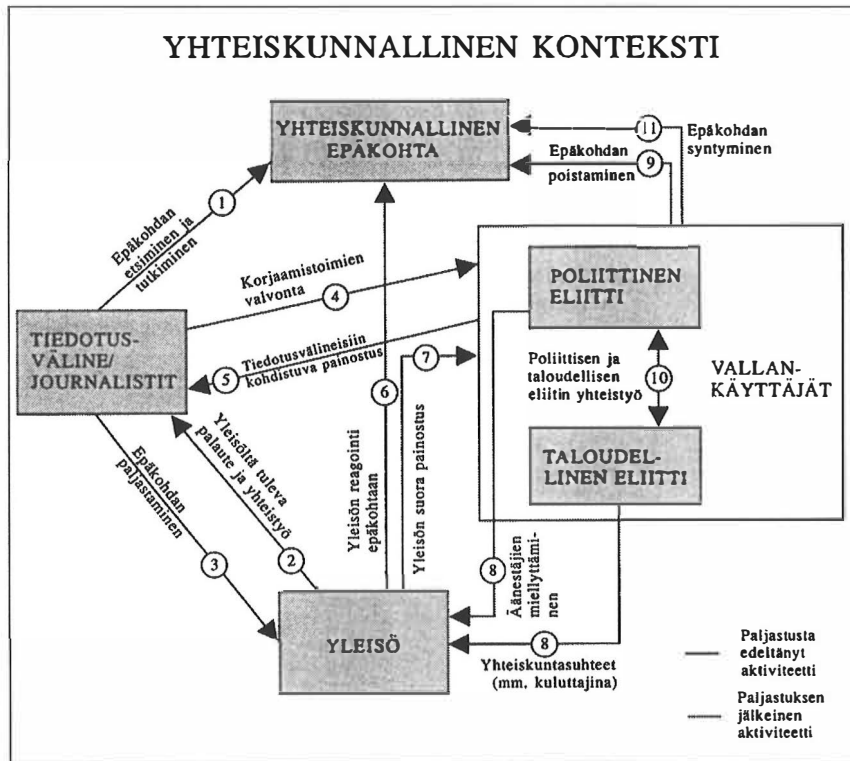 YHTEISKUNNALLINEN KONTEKSTI
YHTEISKUNNALLINEN
EPÄKOHTA
11
Epäkohdan
syntyminen
Epäkohdan
poistaminen
9
1
Epäkohdan
etsiminen ja
tutkiminen
Korjaamistoimien
valvonta
4
POLIITTINEN
ELIITTI
TIEDOTUS-
VÄLINE/
JOURNALISTIT
5
Tiedotusvälineisiin
kohdistuva painostus
7
6
Poliittisen ja
taloudellisen
eliitin yhteistyö
10
VALLAN-
KÄYTTÄJÄT
TALOUDEL-
LINEN ELIITTI
Epäkohdan
paljastaminen
3
Yleisöltä tuleva
palaute ja yhteistyö
2
Yleisön reagointi
epäkohtaan
Yleisön suora painostus
8
Äänestäjien
miellyttämi-
nen
YLEISÖ
8
Yhteiskuntasuhteet
(mm. kuluttajina)
Paljastusta
edeltänyt
aktiviteetti
Paljastuksen
jälkeinen
aktiviteetti